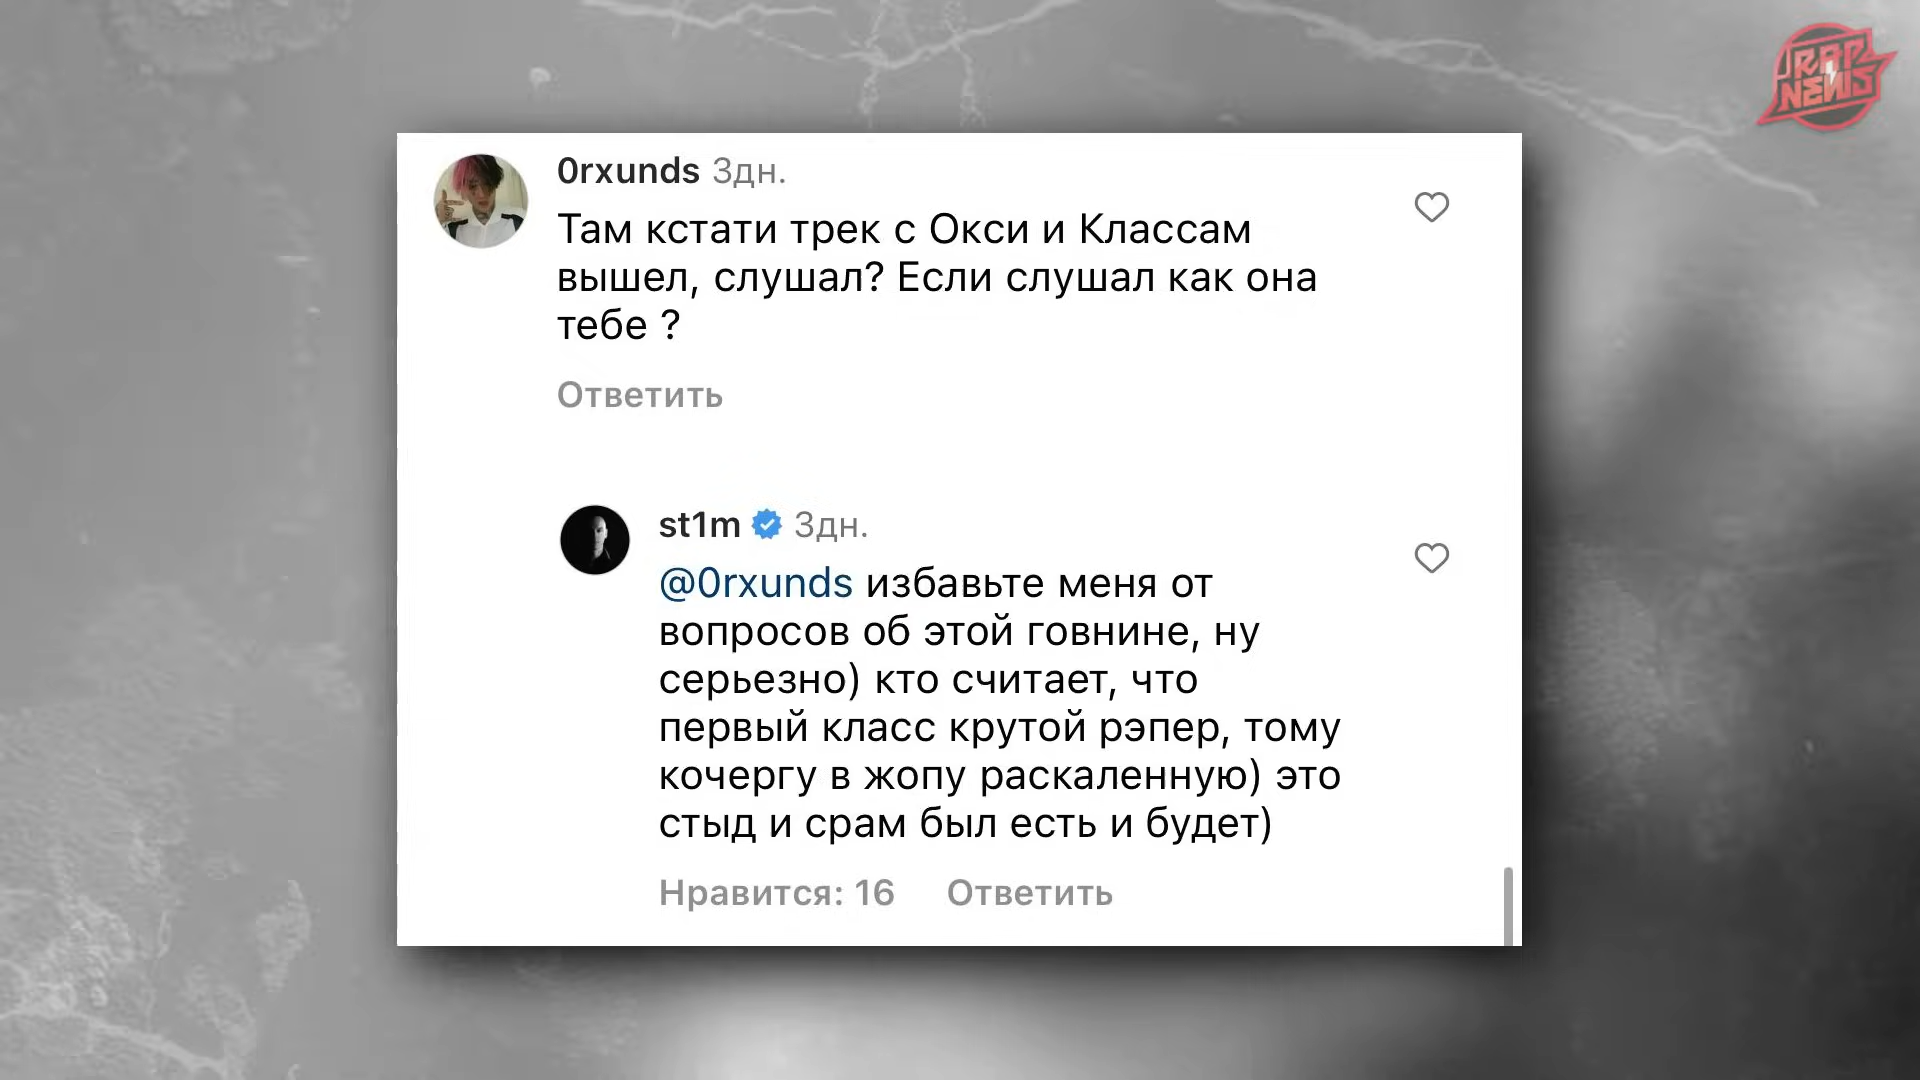 RAP
NEWS
0rxunds 3дн.
Там кстати трек с Окси и Классам
вышел, слушал? Если слушал как она
тебе ?
Ответить
st1m 3дн.
@0rxunds избавьте меня от
вопросов об этой говнине, ну
серьезно) кто считает, что
первый класс крутой рэпер, тому
кочергу в жопу раскаленную) это
стыд и срам был есть и будет)
Нравится: 16 Ответить